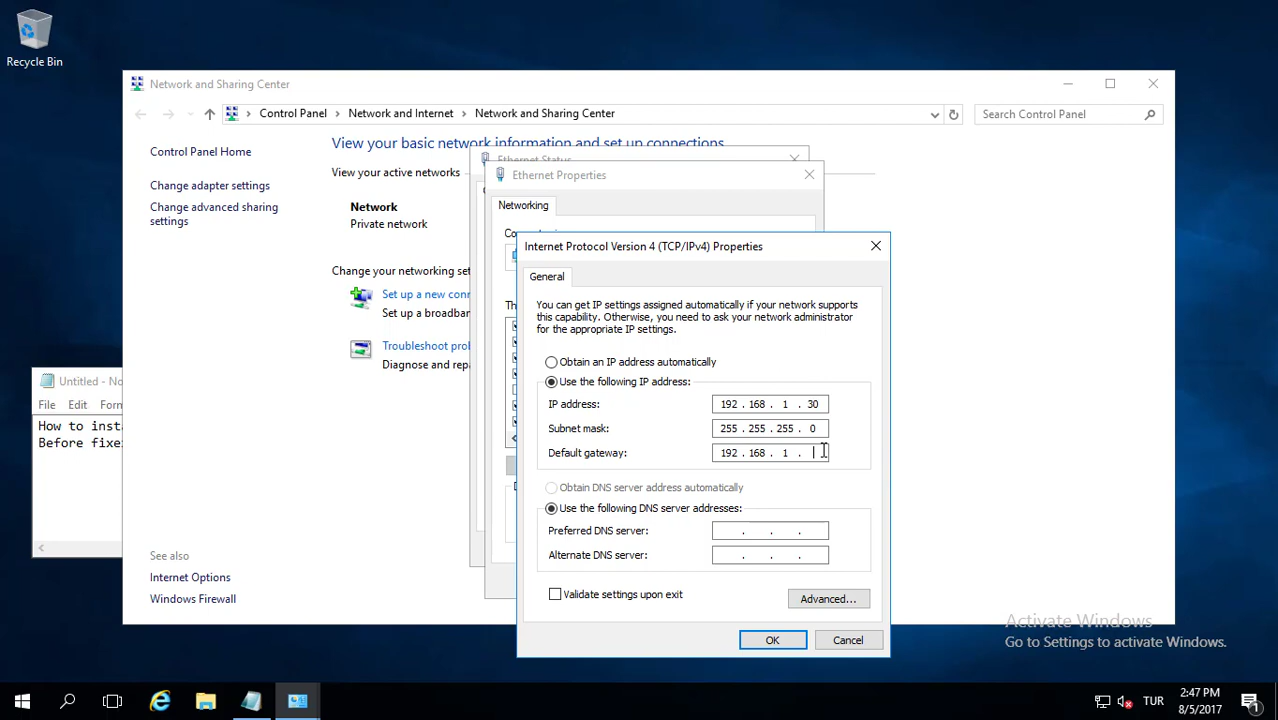 Recycle Bin
Network and Sharing Center
Control Panel
Network and Internet
Network and Sharing Center
Search Control Panel
Control Panel Home
Change adapter settings
Change advanced sharing
settings
View your basic network information and set up connections
View your active networks
Network
Private network
Change your networking set
Set up a new conn
Set up a broadban
Troubleshoot prob
Diagnose and repa
See also
Internet Options
Windows Firewall
Untitled - No
File Edit Form
How to insta
Before fixe
Ethernet Status
Ethernet Properties
Networking
Internet Protocol Version 4 (TCP/IPv4) Properties
General
You can get IP settings assigned automatically if your network supports
this capability. Otherwise, you need to ask your network administrator
for the appropriate IP settings.
Obtain an IP address automatically
Use the following IP address:
IP address: 192 . 168 . 1 . 30
Subnet mask: 255 . 255 . 255 . 0
Default gateway: 192 . 168 . 1 .
Obtain DNS server address automatically
Use the following DNS server addresses:
Preferred DNS server: . . .
Alternate DNS server: . . .
Validate settings upon exit
Advanced...
OK
Cancel
Activate Windows
Go to Settings to activate Windows.
TUR
2:47 PM
8/5/2017
1